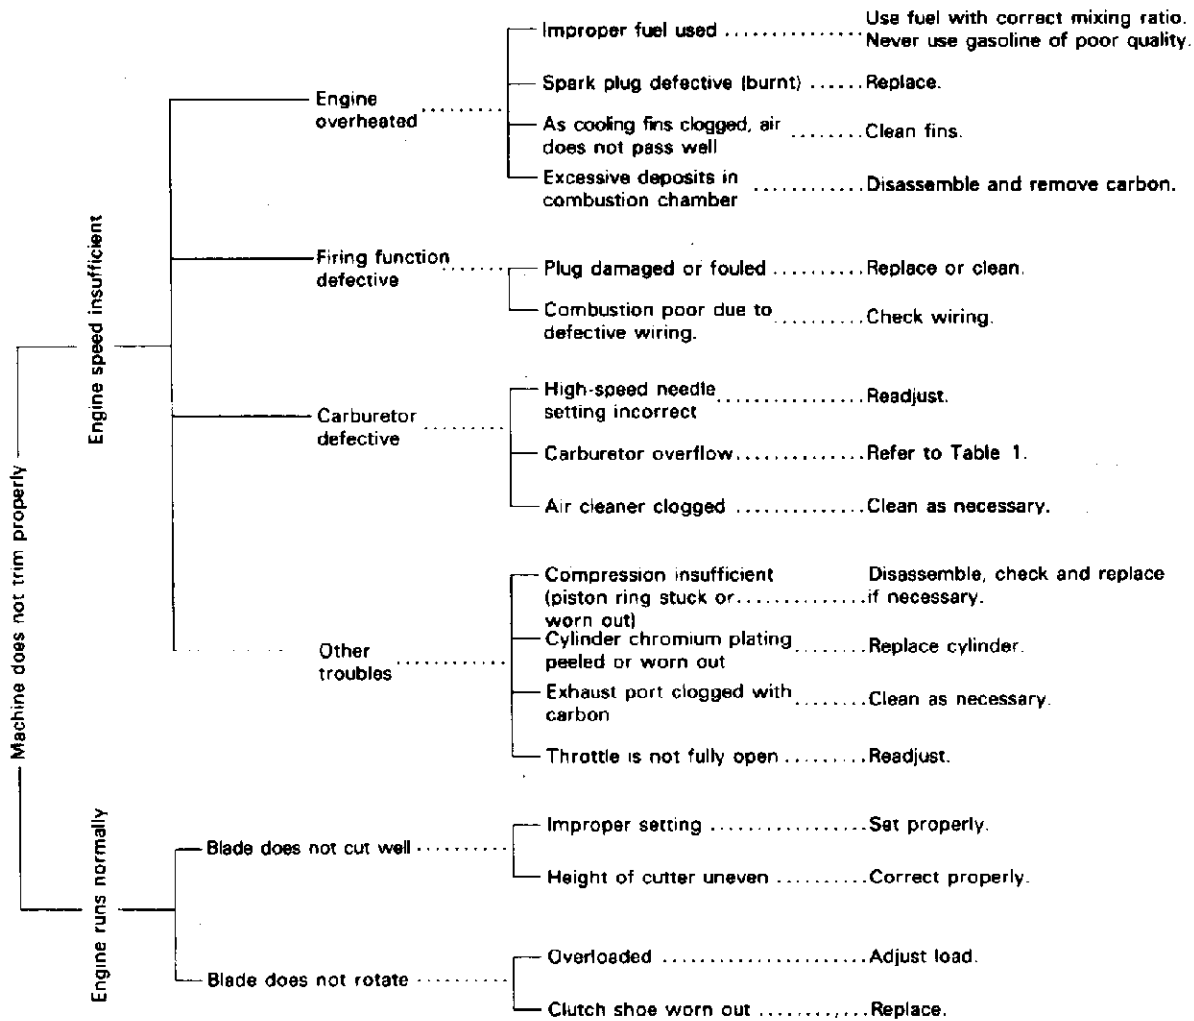 Machine does not trim properly
Engine speed insufficient
Engine
overheated
Improper fuel used
Use fuel with correct mixing ratio.
Never use gasoline of poor quality.
Spark plug defective (burnt)
Replace.
As cooling fins clogged, air
does not pass well
Clean fins.
Excessive deposits in
combustion chamber
Disassemble and remove carbon.
Firing function
defective
Plug damaged or fouled
Replace or clean.
Combustion poor due to
defective wiring.
Check wiring.
Carburetor
defective
High-speed needle
setting incorrect
Readjust.
Carburetor overflow
Refer to Table 1.
Air cleaner clogged
Clean as necessary.
Other
troubles
Compression insufficient
(piston ring stuck or
worn out)
Disassemble, check and replace
if necessary.
Cylinder chromium plating
peeled or worn out
Replace cylinder.
Exhaust port clogged with
carbon
Clean as necessary.
Throttle is not fully open
Readjust.
Engine runs normally
Blade does not cut well
Improper setting
Set properly.
Height of cutter uneven
Correct properly.
Blade does not rotate
Overloaded
Adjust load.
Clutch shoe worn out
Replace.